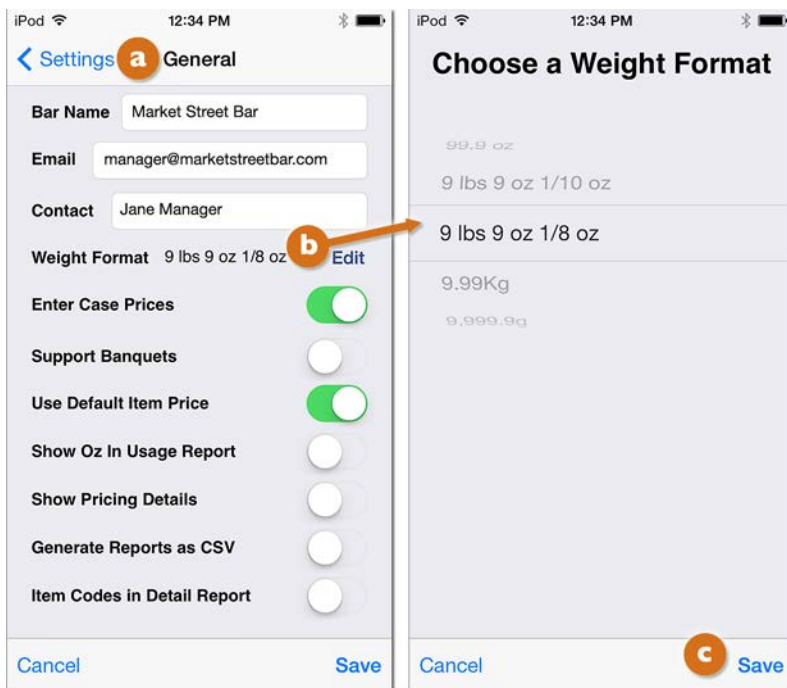 iPod 12:34 PM
Settings a General
Bar Name Market Street Bar
Email manager@marketstreetbar.com
Contact Jane Manager
Weight Format 9 lbs 9 oz 1/8 oz b Edit
Enter Case Prices
Support Banquets
Use Default Item Price
Show Oz In Usage Report
Show Pricing Details
Generate Reports as CSV
Item Codes in Detail Report
Cancel Save
iPod 12:34 PM
Choose a Weight Format
99.9 oz
9 lbs 9 oz 1/10 oz
9 lbs 9 oz 1/8 oz
9.99Kg
9,999.9g
Cancel c Save